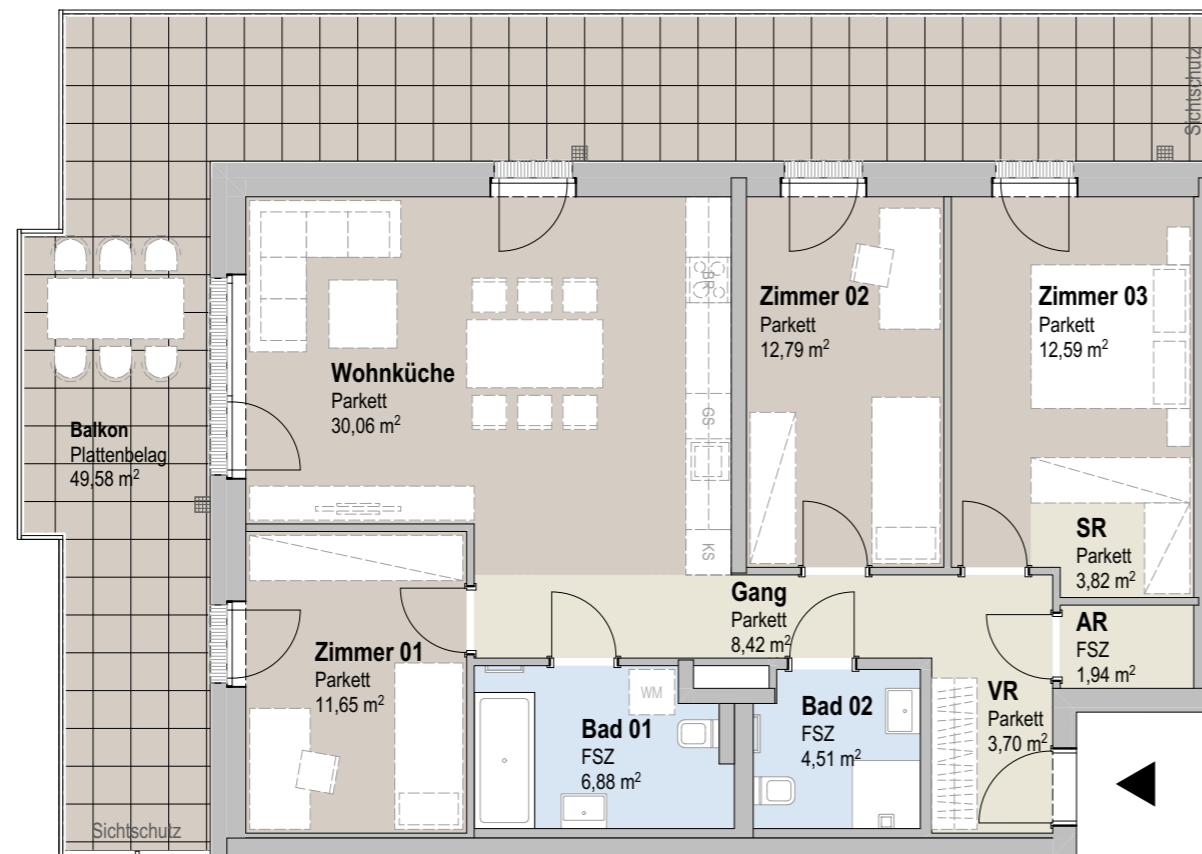 Sichtschutz
Zimmer 02
Parkett
12,79 m²
Zimmer 03
Parkett
12,59 m²
BR
Wohnküche
Parkett
30,06 m²
GS
Balkon
Plattenbelag
49,58 m²
KS
SR
Parkett
3,82 m²
Gang
Parkett
8,42 m²
AR
FSZ
1,94 m²
Zimmer 01
Parkett
11,65 m²
WM
Bad 01
FSZ
6,88 m²
Bad 02
FSZ
4,51 m²
VR
Parkett
3,70 m²
Sichtschutz